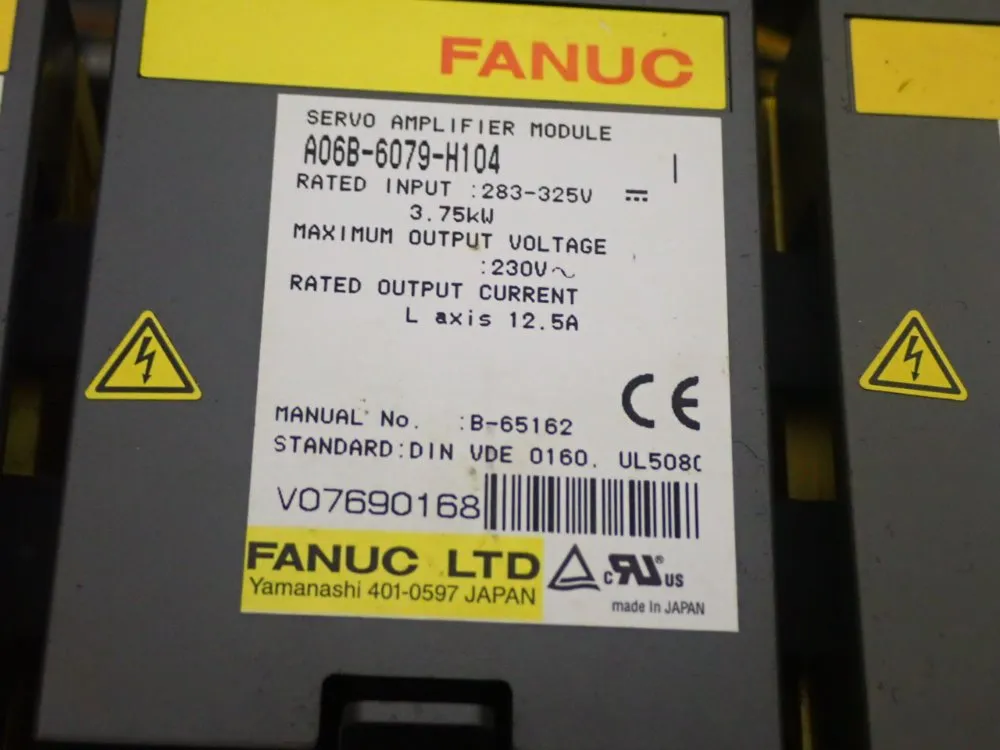 FANUC
SERVO AMPLIFIER MODULE
A06B-6079-H104 I
RATED INPUT :283-325V ⎓
3.75kW
MAXIMUM OUTPUT VOLTAGE
:230V~
RATED OUTPUT CURRENT
L axis 12.5A
CE
MANUAL No. :B-65162
STANDARD:DIN VDE 0160. UL508C
V07690168
FANUC LTD
Yamanashi 401-0597 JAPAN
c RU ® US
made In JAPAN